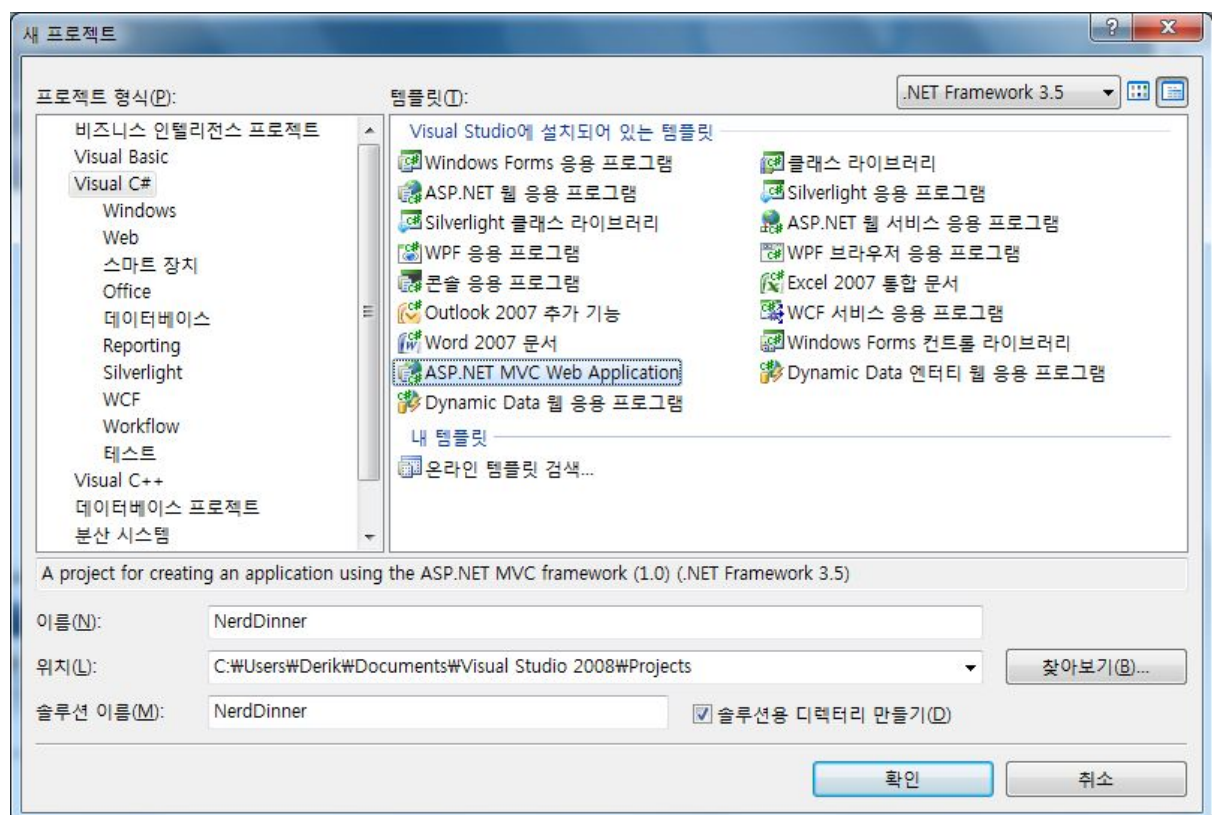 새 프로젝트
프로젝트 형식(P):
템플릿(T):
.NET Framework 3.5
비즈니스 인텔리전스 프로젝트
Visual Basic
Visual C#
Windows
Web
스마트 장치
Office
데이터베이스
Reporting
Silverlight
WCF
Workflow
테스트
Visual C++
데이터베이스 프로젝트
분산 시스템
Visual Studio에 설치되어 있는 템플릿
Windows Forms 응용 프로그램
클래스 라이브러리
ASP.NET 웹 응용 프로그램
Silverlight 응용 프로그램
Silverlight 클래스 라이브러리
ASP.NET 웹 서비스 응용 프로그램
WPF 응용 프로그램
WPF 브라우저 응용 프로그램
콘솔 응용 프로그램
Excel 2007 통합 문서
Outlook 2007 추가 기능
WCF 서비스 응용 프로그램
Word 2007 문서
Windows Forms 컨트롤 라이브러리
ASP.NET MVC Web Application
Dynamic Data 엔터티 웹 응용 프로그램
Dynamic Data 웹 응용 프로그램
내 템플릿
온라인 템플릿 검색...
A project for creating an application using the ASP.NET MVC framework (1.0) (.NET Framework 3.5)
이름(N):
NerdDinner
위치(L):
C:₩Users₩Derik₩Documents₩Visual Studio 2008₩Projects
찾아보기(B)...
솔루션 이름(M):
NerdDinner
솔루션용 디렉터리 만들기(D)
확인
취소